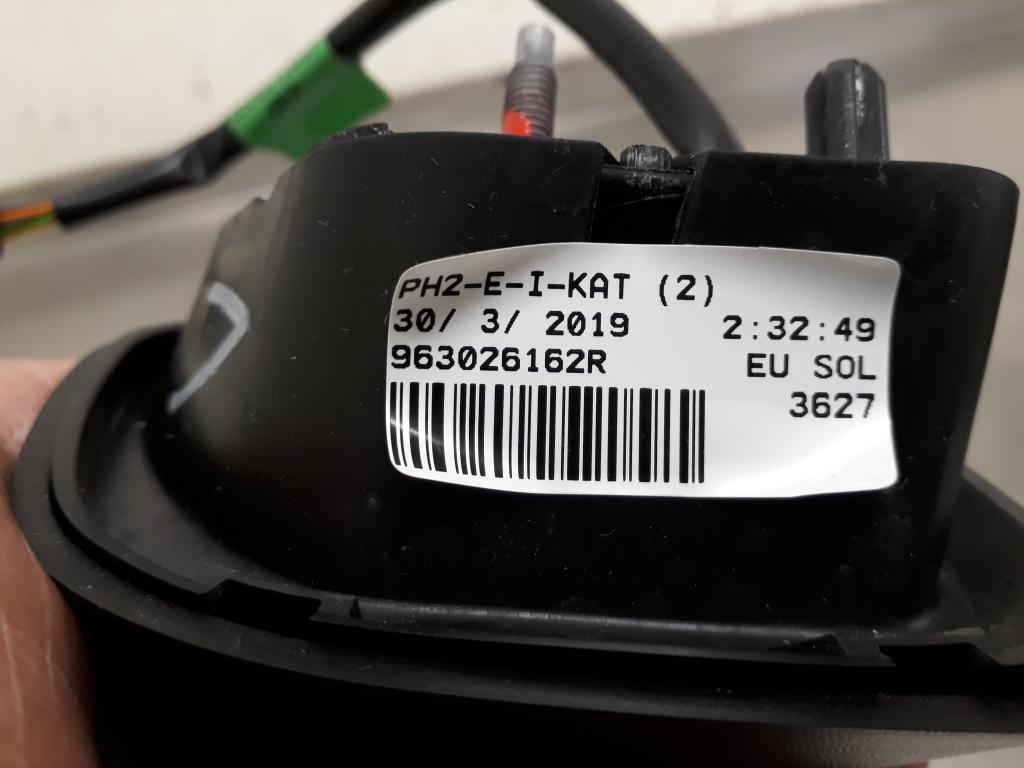 PH2-E-I-KAT (2)
30/ 3/ 2019 2:32:49
963026162R EU SOL
3627